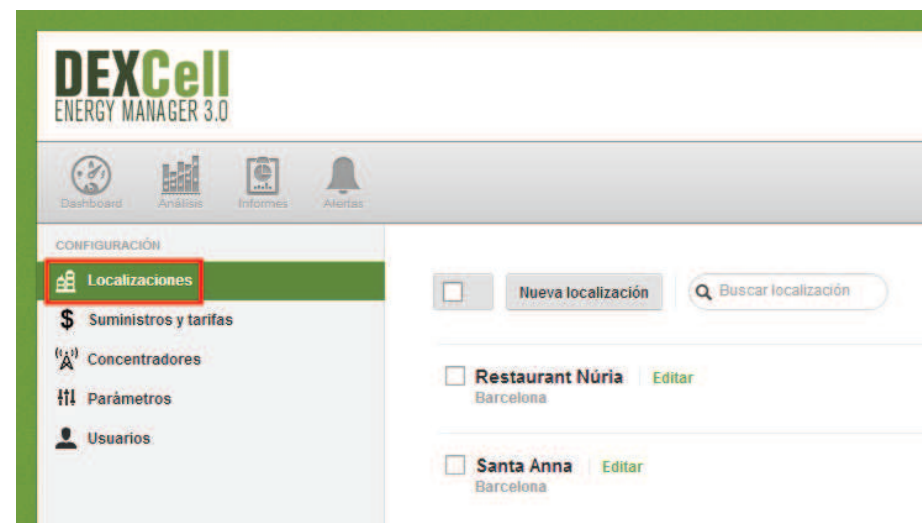 DEXCell
ENERGY MANAGER 3.0
Dashboard Análisis Informes Alertas
CONFIGURACIÓN
Localizaciones
Suministros y tarifas
Concentradores
Parámetros
Usuarios
Nueva localización Buscar localización
Restaurant Núria Editar
Barcelona
Santa Anna Editar
Barcelona